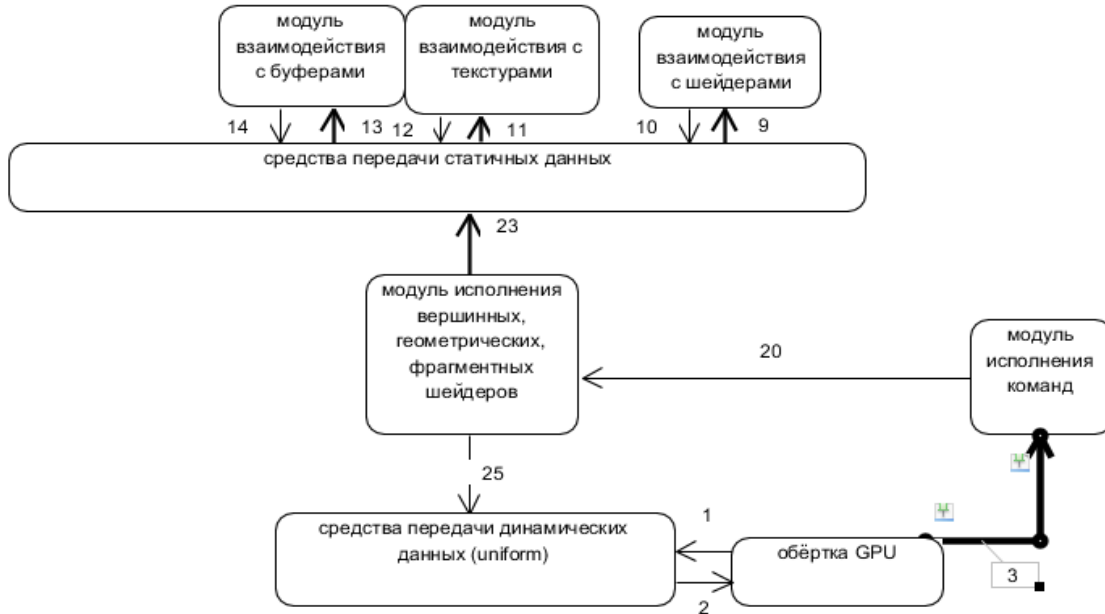 модуль
взаимодействия
с буферами
модуль
взаимодействия с
текстурами
модуль
взаимодействия
с шейдерами
14
13
12
11
10
9
средства передачи статичных данных
23
модуль исполнения
вершинных,
геометрических,
фрагментных
шейдеров
20
модуль
исполнения
команд
25
средства передачи динамических
данных (uniform)
1
2
обёртка GPU
3